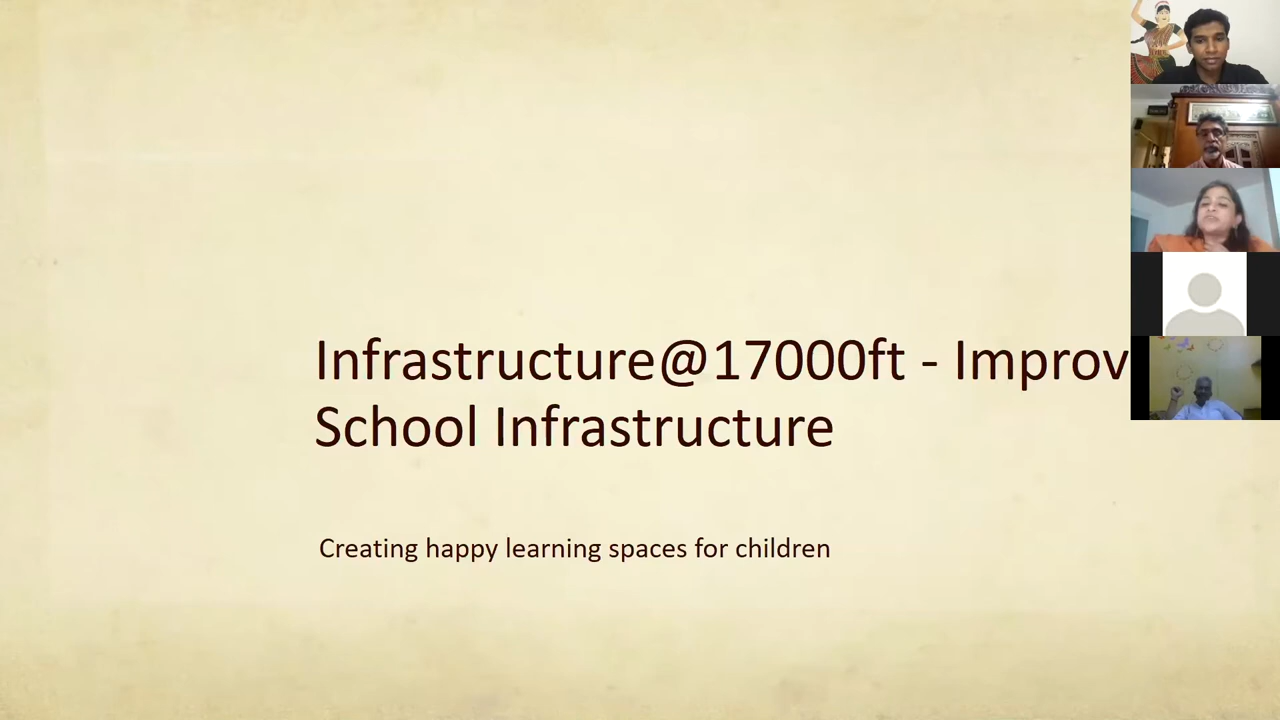 Infrastructure@17000ft - Improv
School Infrastructure
Creating happy learning spaces for children